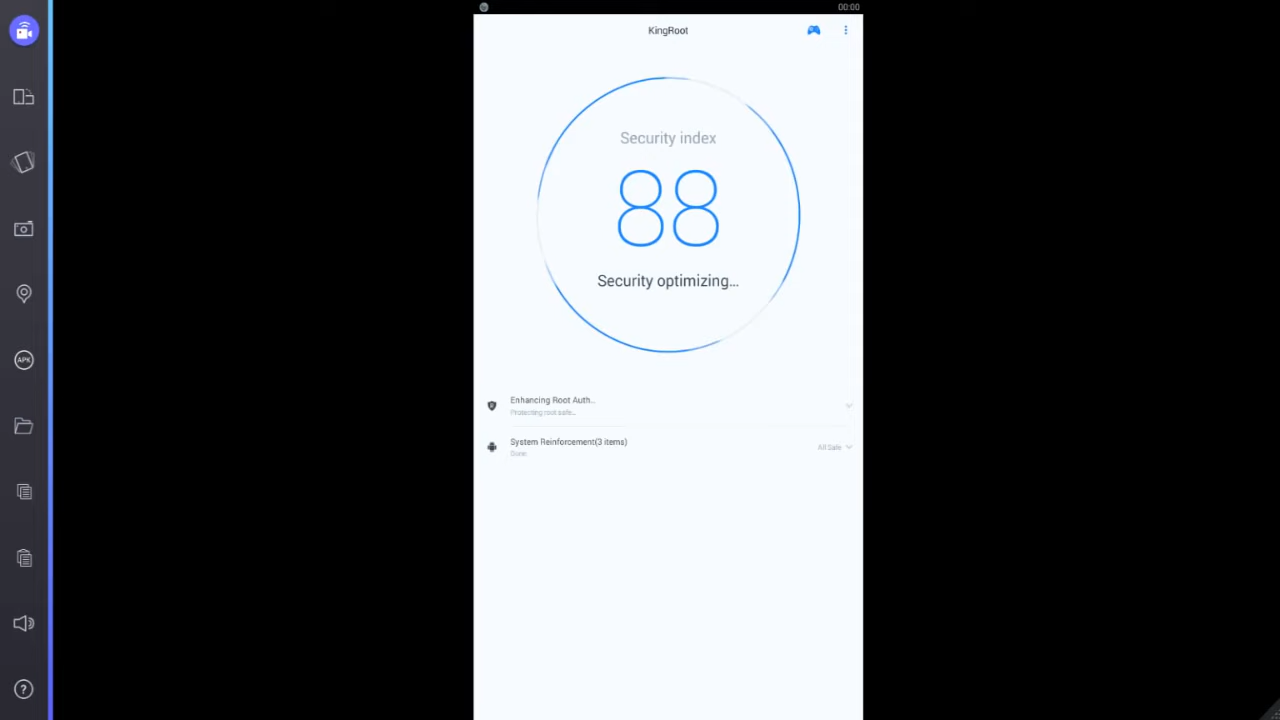 00:00
KingRoot
Security index
88
Security optimizing...
Enhancing Root Auth..
Protecting root safe..
System Reinforcement(3 items)
Done
All Safe
APK
?